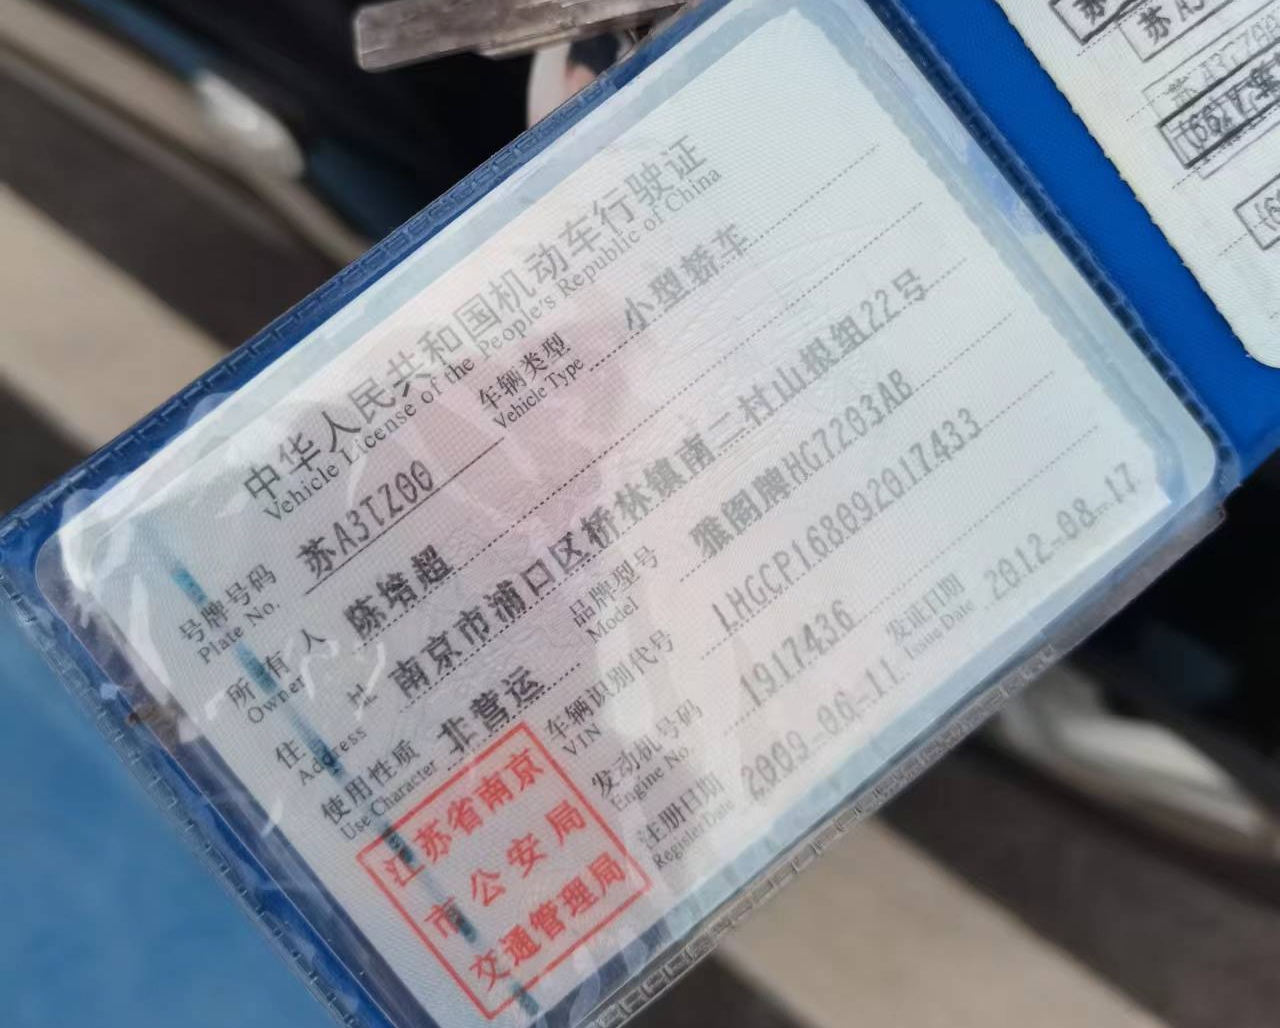 中华人民共和国机动车行驶证
Vehicle License of the People's Republic of China
号牌号码 苏A3TZ00 车辆类型 小型轿车
Plate No. Vehicle Type
所有人 陈培超
Owner
住址 南京市浦口区桥林镇南二村山椒组22号
Address
使用性质 非营运 品牌型号 雅阁牌HG7203AB
Use Character Model
车辆识别代号 LHGCP168092017433
VIN
发动机号码 1917436
Engine No.
注册日期 2009-06-11 发证日期 2012-08-17
Register Date Issue Date
江苏省南京
市公安局
交通管理局